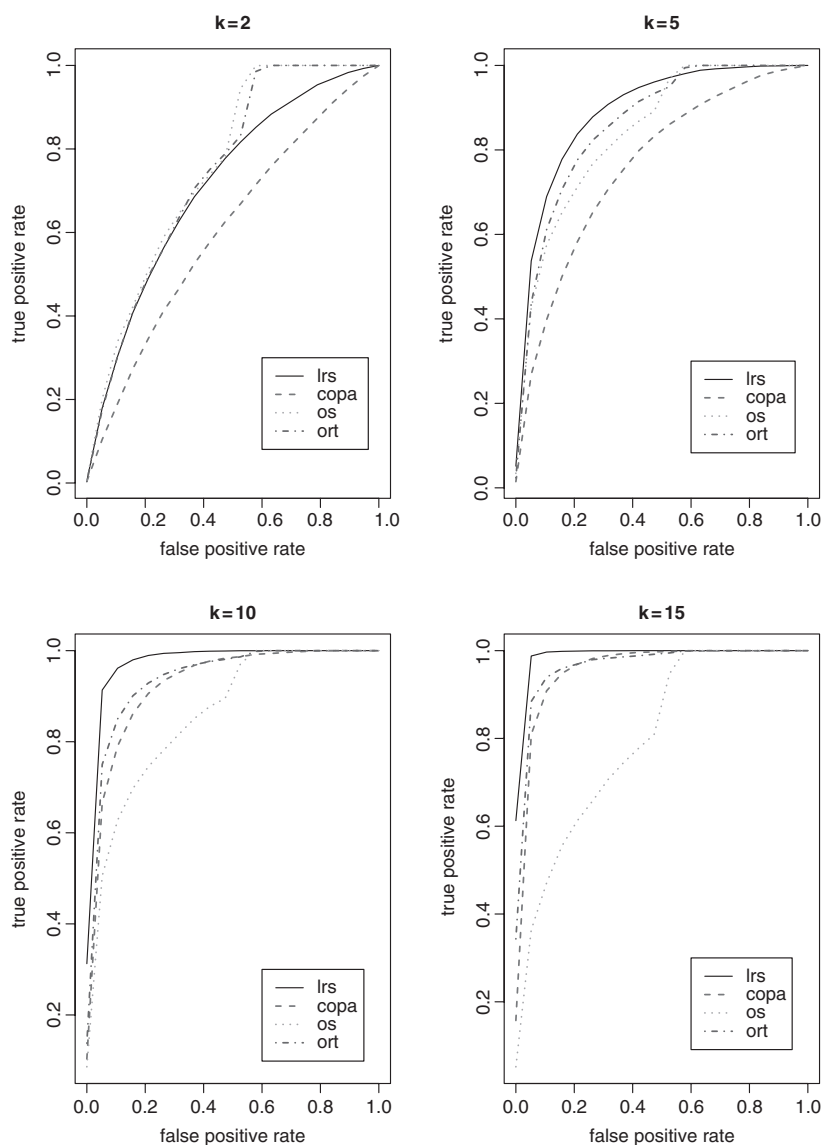 k=2
1.0
0.8
0.6
0.4
0.2
0.0
true positive rate
lrs
copa
os
ort
0.0 0.2 0.4 0.6 0.8 1.0
false positive rate
k=5
1.0
0.8
0.6
0.4
0.2
0.0
true positive rate
lrs
copa
os
ort
0.0 0.2 0.4 0.6 0.8 1.0
false positive rate
k=10
1.0
0.8
0.6
0.4
0.2
true positive rate
lrs
copa
os
ort
0.0 0.2 0.4 0.6 0.8 1.0
false positive rate
k=15
1.0
0.8
0.6
0.4
0.2
true positive rate
lrs
copa
os
ort
0.0 0.2 0.4 0.6 0.8 1.0
false positive rate